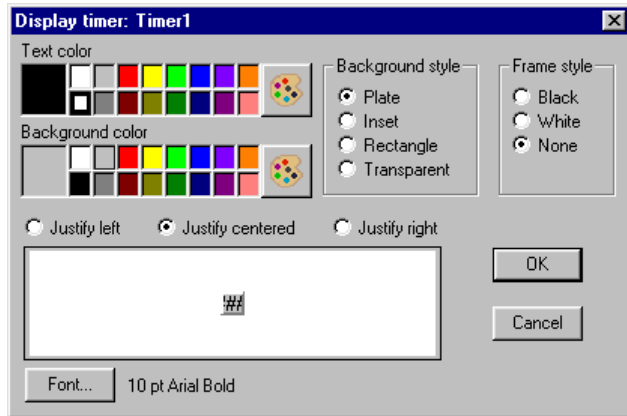 Display timer: Timer1
Text color
Background color
Background style
Plate
Inset
Rectangle
Transparent
Frame style
Black
White
None
Justify left
Justify centered
Justify right
##
OK
Cancel
Font...
10 pt Arial Bold